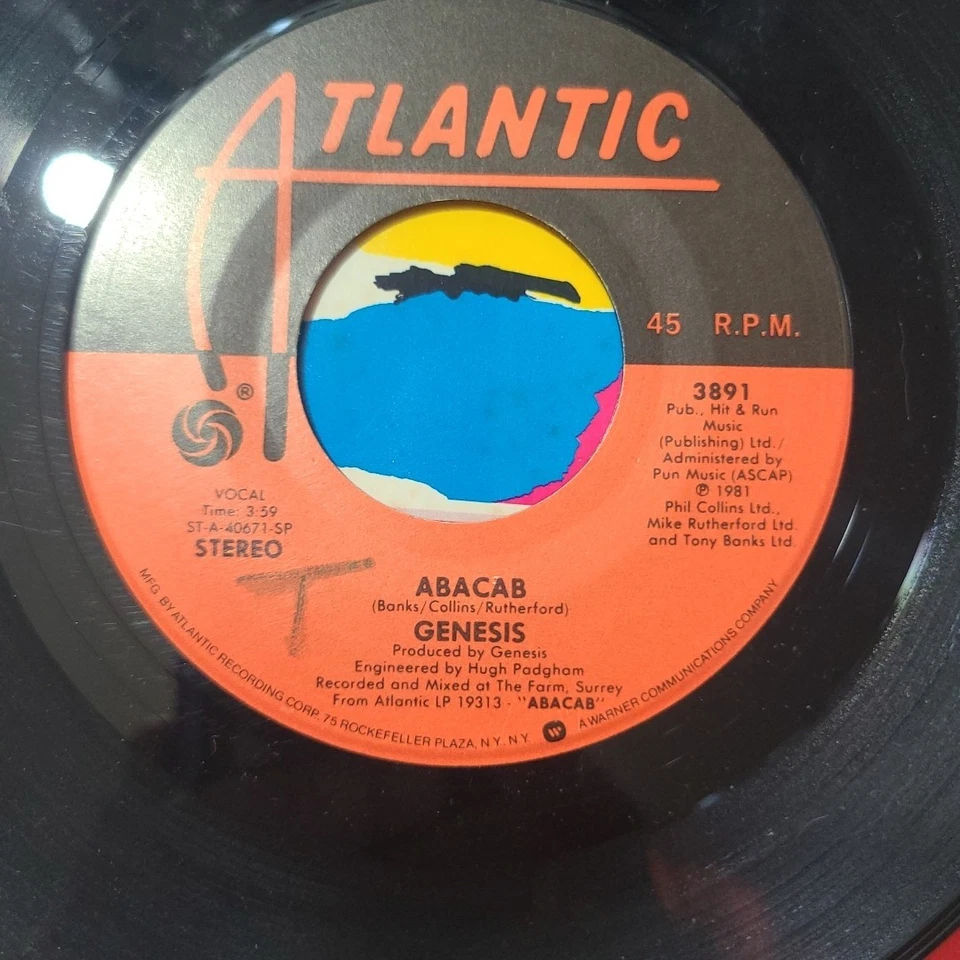 ATLANTIC
45 R.P.M.
®
3891
Pub., Hit & Run
Music
(Publishing) Ltd./
Administered by
Pun Music (ASCAP)
℗ 1981
Phil Collins Ltd.,
Mike Rutherford Ltd.
and Tony Banks Ltd.
VOCAL
Time: 3:59
ST-A-40671-SP
STEREO
T
ABACAB
(Banks/Collins/Rutherford)
GENESIS
Produced by Genesis
Engineered by Hugh Padgham
Recorded and Mixed at The Farm, Surrey
From Atlantic LP 19313 - "ABACAB"
MFG BY ATLANTIC RECORDING CORP. 75 ROCKEFELLER PLAZA, N.Y. N.Y. A WARNER COMMUNICATIONS COMPANY